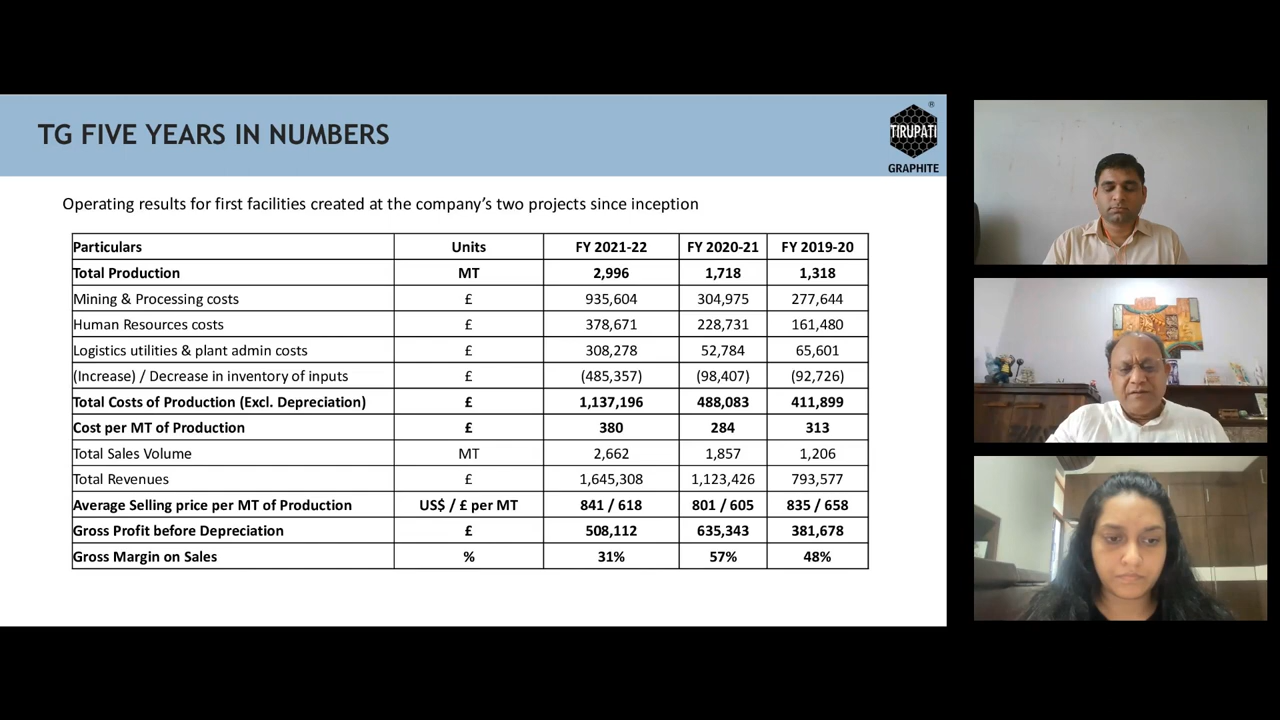 TG FIVE YEARS IN NUMBERS
®
TIRUPATI
GRAPHITE
Operating results for first facilities created at the company's two projects since inception
Particulars Units FY 2021-22 FY 2020-21 FY 2019-20
Total Production MT 2,996 1,718 1,318
Mining & Processing costs £ 935,604 304,975 277,644
Human Resources costs £ 378,671 228,731 161,480
Logistics utilities & plant admin costs £ 308,278 52,784 65,601
(Increase) / Decrease in inventory of inputs £ (485,357) (98,407) (92,726)
Total Costs of Production (Excl. Depreciation) £ 1,137,196 488,083 411,899
Cost per MT of Production £ 380 284 313
Total Sales Volume MT 2,662 1,857 1,206
Total Revenues £ 1,645,308 1,123,426 793,577
Average Selling price per MT of Production US$ / £ per MT 841 / 618 801 / 605 835 / 658
Gross Profit before Depreciation £ 508,112 635,343 381,678
Gross Margin on Sales % 31% 57% 48%